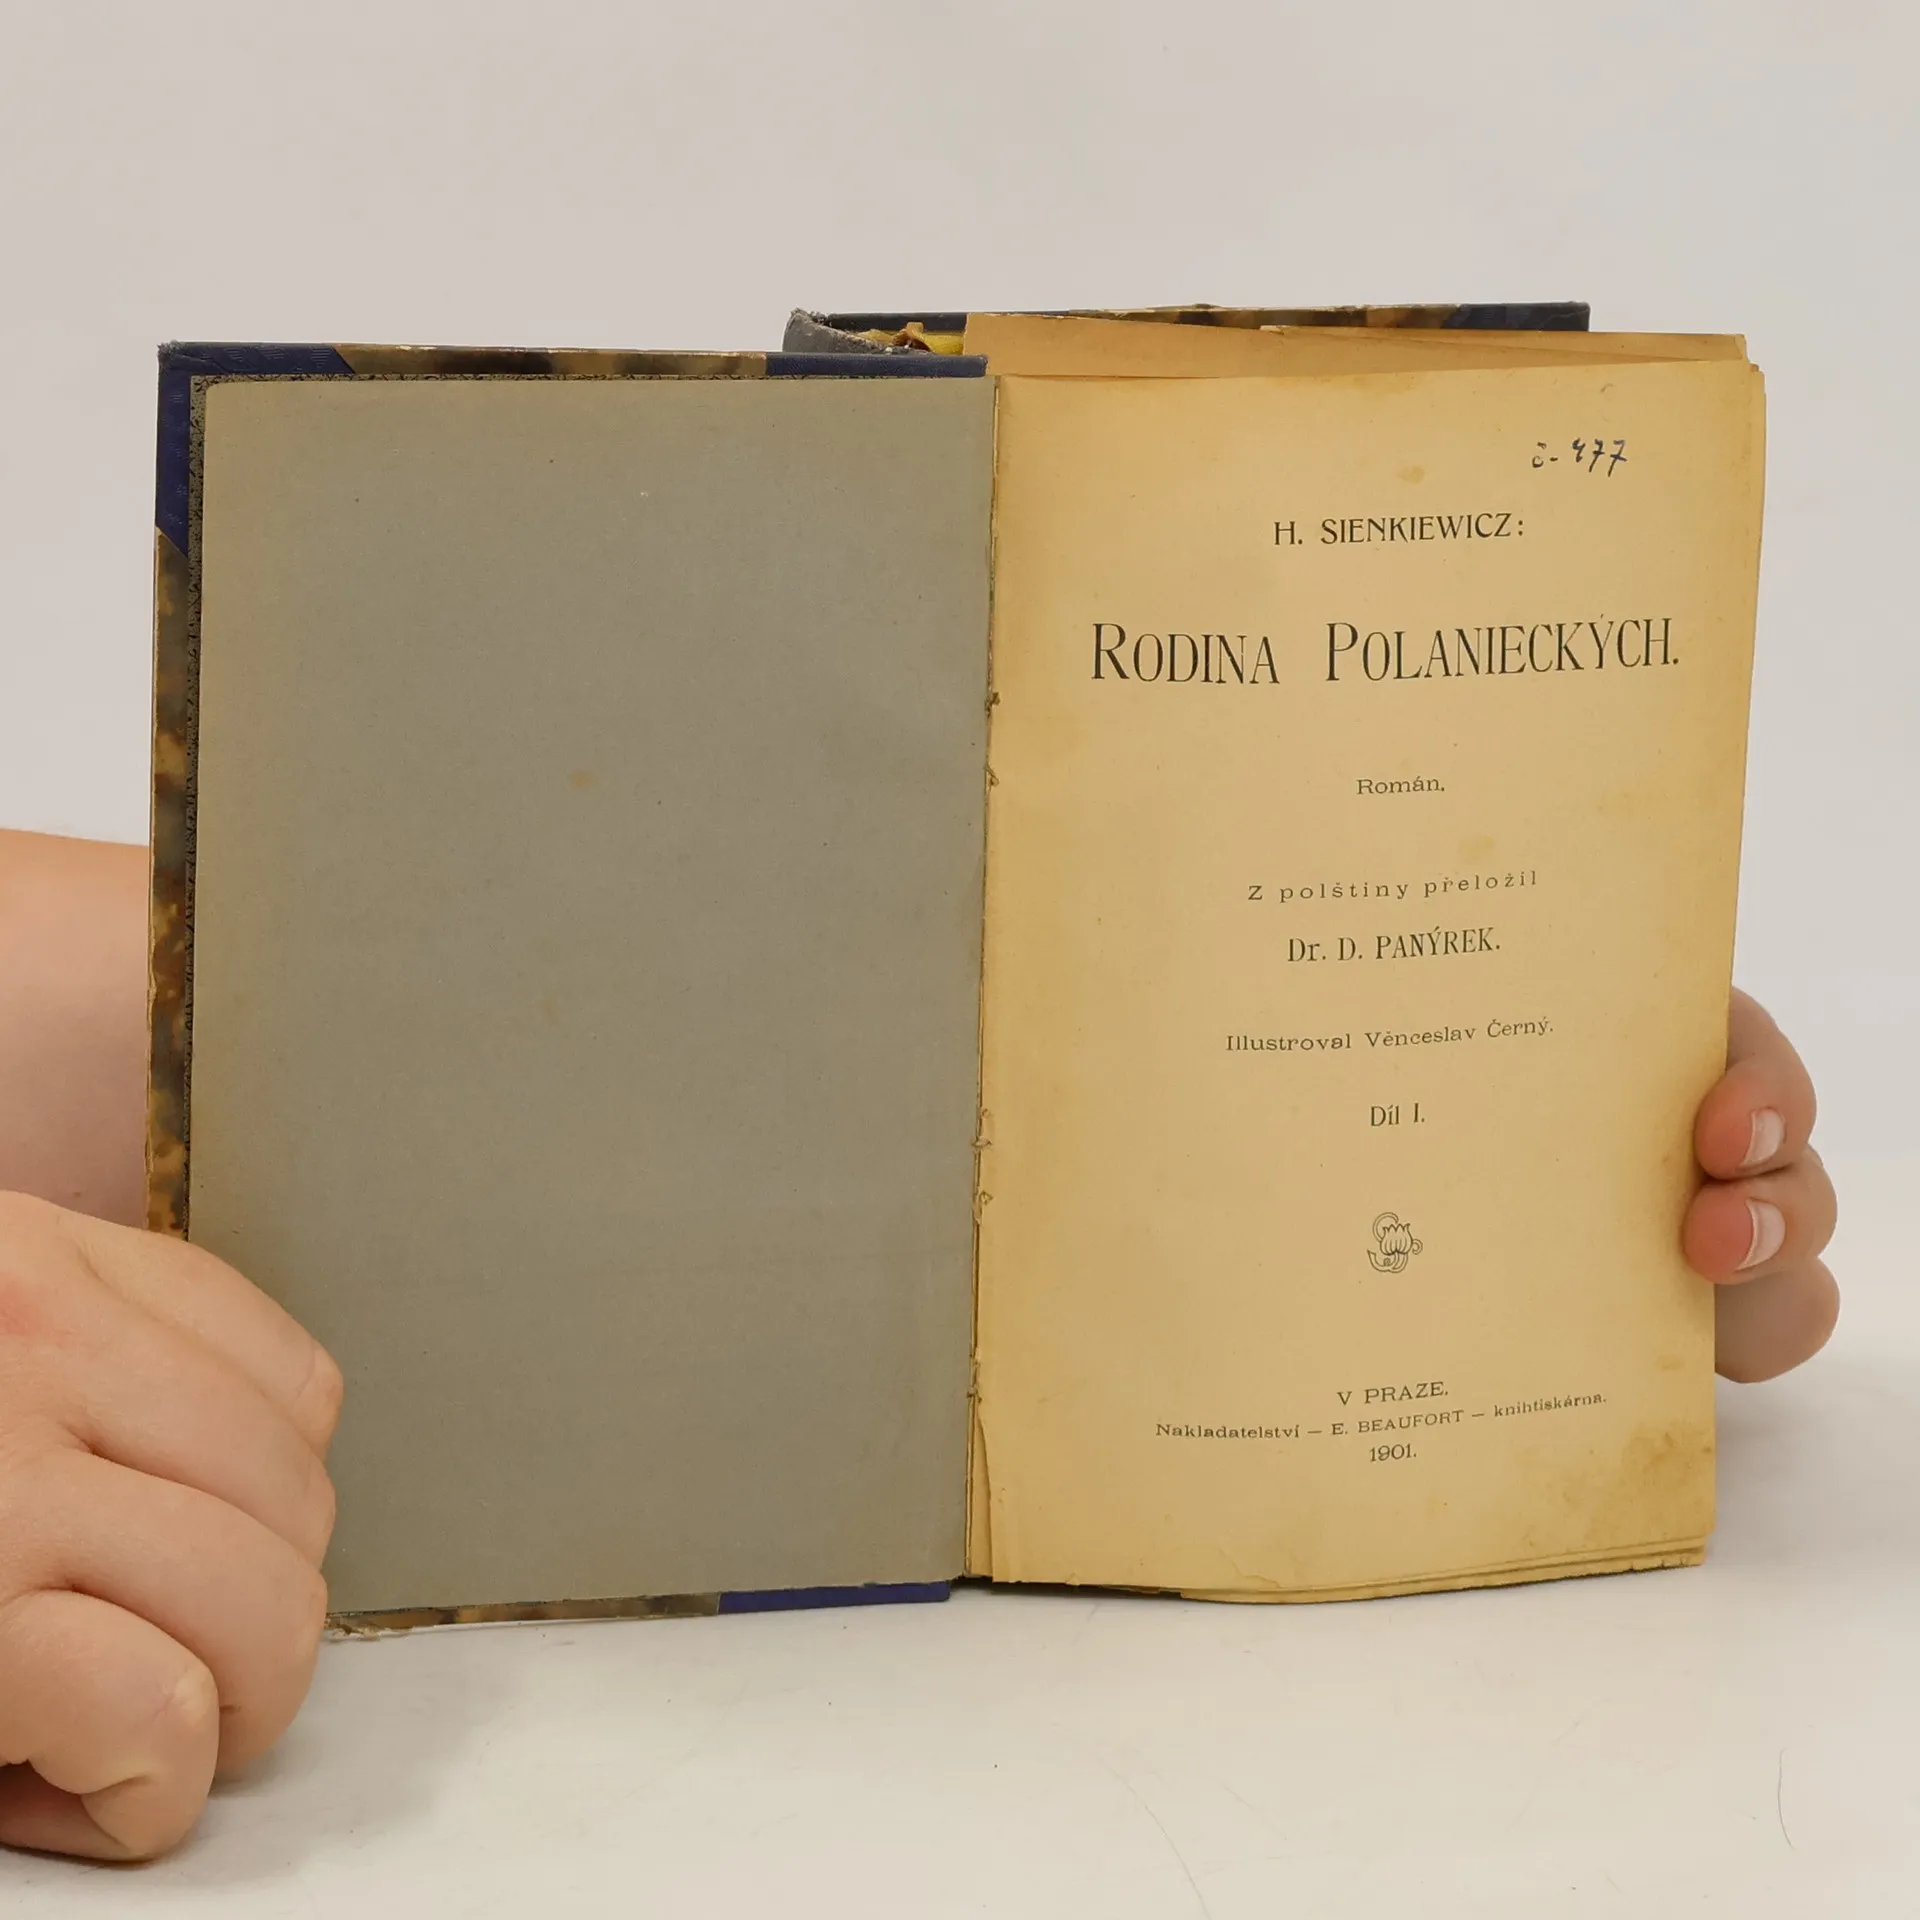 č. 477
H. SIENKIEWICZ:
RODINA POLANIECKÝCH.
Román.
Z polštiny přeložil
Dr. D. PANÝREK.
Illustroval Věnceslav Černý.
Díl I.
V PRAZE.
Nakladatelství — E. BEAUFORT — knihtiskárna.
1901.